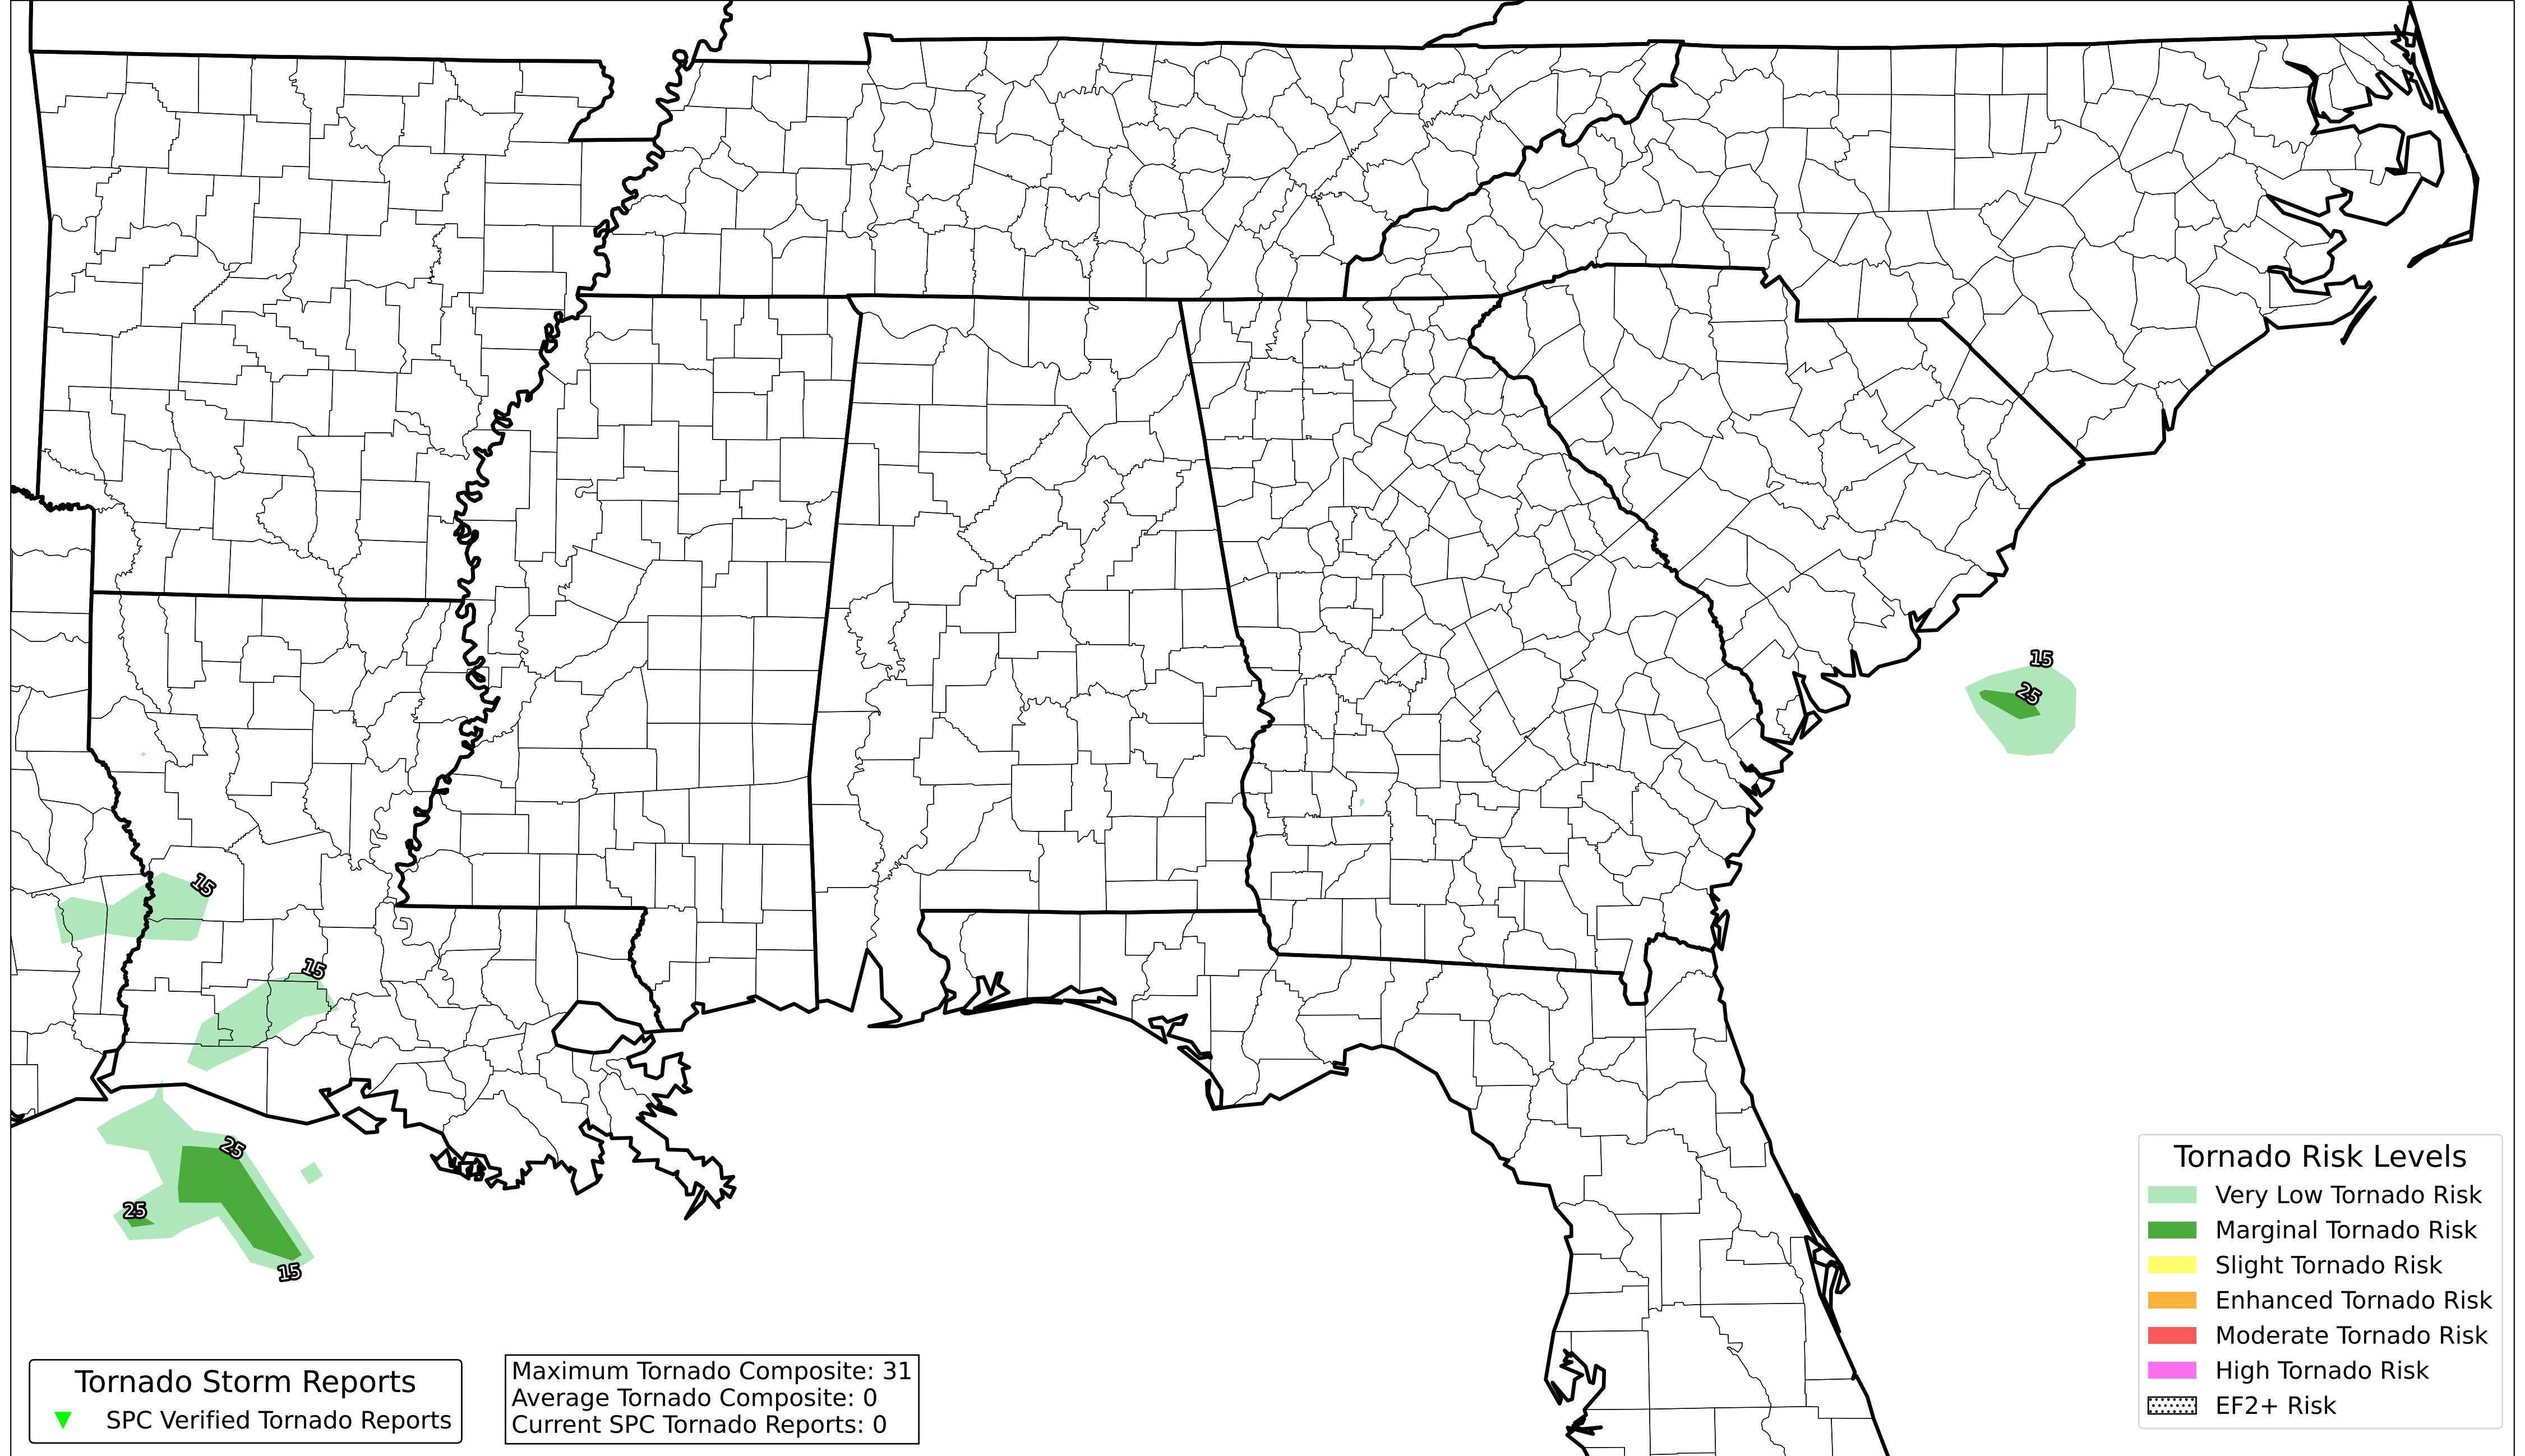 15
25
15
15
25
25
15
Tornado Risk Levels
Very Low Tornado Risk
Marginal Tornado Risk
Slight Tornado Risk
Enhanced Tornado Risk
Moderate Tornado Risk
High Tornado Risk
EF2+ Risk
Tornado Storm Reports
SPC Verified Tornado Reports
Maximum Tornado Composite: 31
Average Tornado Composite: 0
Current SPC Tornado Reports: 0